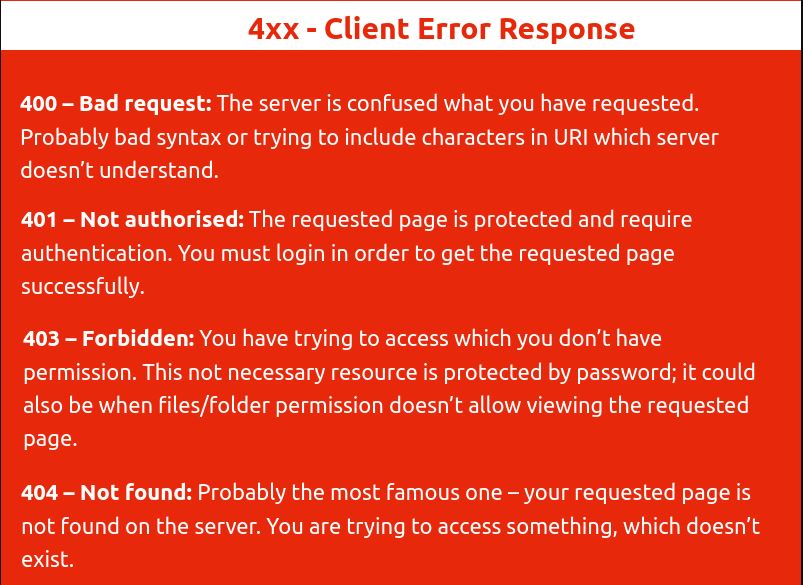 4xx - Client Error Response
400 – Bad request: The server is confused what you have requested.
Probably bad syntax or trying to include characters in URI which server
doesn’t understand.
401 – Not authorised: The requested page is protected and require
authentication. You must login in order to get the requested page
successfully.
403 – Forbidden: You have trying to access which you don’t have
permission. This not necessary resource is protected by password; it could
also be when files/folder permission doesn’t allow viewing the requested
page.
404 – Not found: Probably the most famous one – your requested page is
not found on the server. You are trying to access something, which doesn’t
exist.